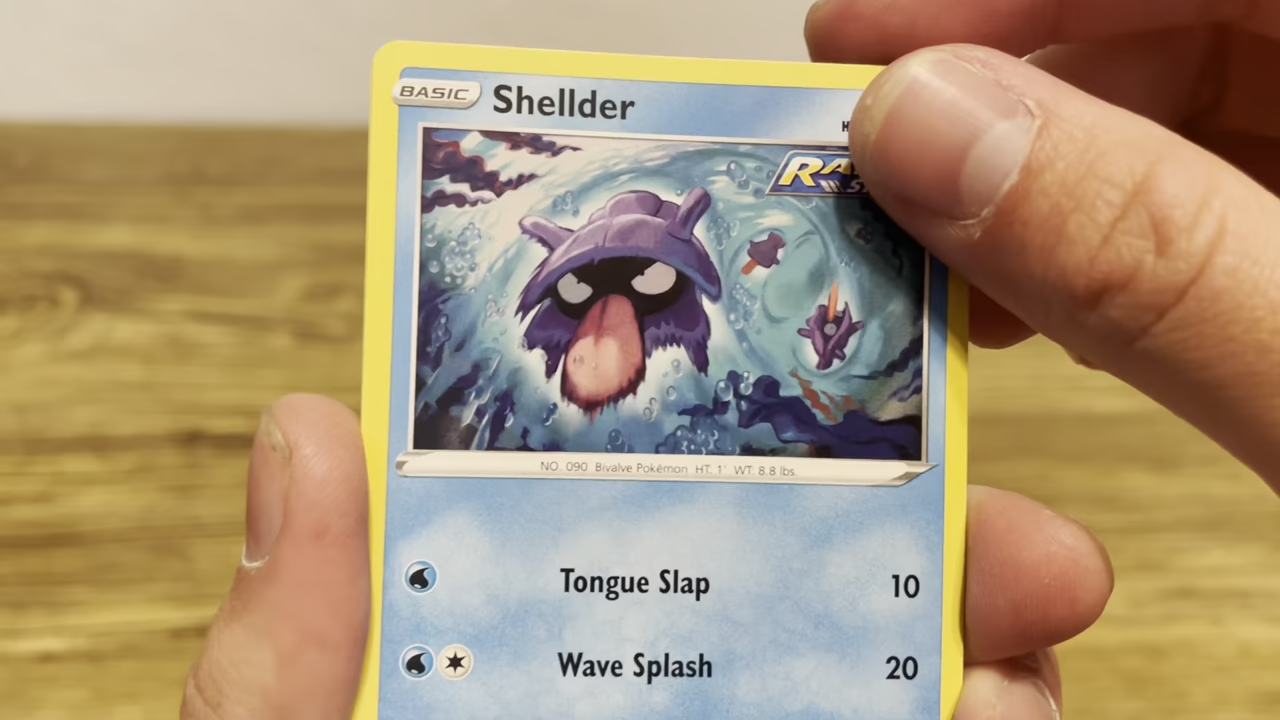 BASIC Shellder
NO. 090 Bivalve Pokémon HT: 1' WT: 8.8 lbs.
Tongue Slap 10
Wave Splash 20